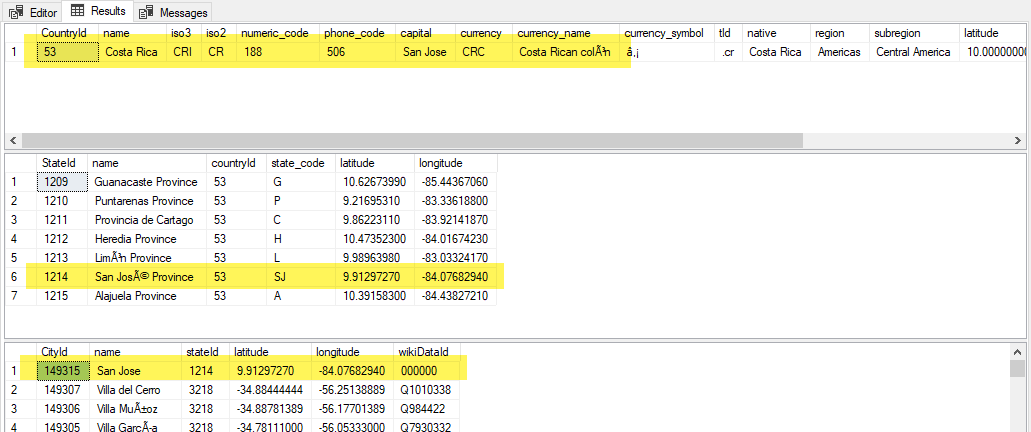 Editor Results Messages
CountryId name iso3 iso2 numeric_code phone_code capital currency currency_name currency_symbol tld native region subregion latitude
1 53 Costa Rica CRI CR 188 506 San Jose CRC Costa Rican colÃ³n â‚¡ .cr Costa Rica Americas Central America 10.00000000
StateId name countryId state_code latitude longitude
1 1209 Guanacaste Province 53 G 10.62673990 -85.44367060
2 1210 Puntarenas Province 53 P 9.21695310 -83.33618800
3 1211 Provincia de Cartago 53 C 9.86223110 -83.92141870
4 1212 Heredia Province 53 H 10.47352300 -84.01674230
5 1213 LimÃ³n Province 53 L 9.98963980 -83.03324170
6 1214 San JosÃ© Province 53 SJ 9.91297270 -84.07682940
7 1215 Alajuela Province 53 A 10.39158300 -84.43827210
CityId name stateId latitude longitude wikiDataId
1 149315 San Jose 1214 9.91297270 -84.07682940 000000
2 149307 Villa del Cerro 3218 -34.88444444 -56.25138889 Q1010338
3 149306 Villa MuÃ±oz 3218 -34.88781389 -56.17701389 Q984422
4 149305 Villa GarcÃ­a 3218 -34.78111000 -56.05333000 Q7930332